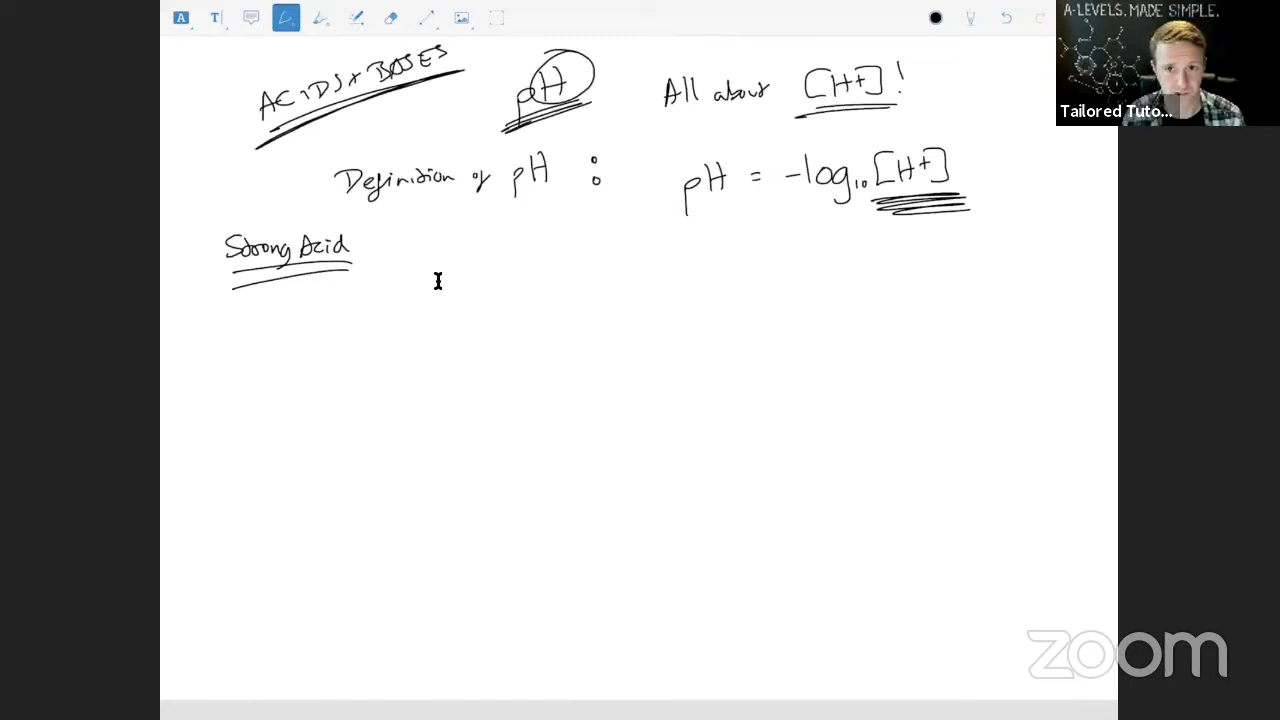 A-LEVELS. MADE SIMPLE.
Tailored Tuto...
ACIDS + BASES
pH
All about [H+]!
Definition of pH : pH = -log10[H+]
Strong Acid
zoom